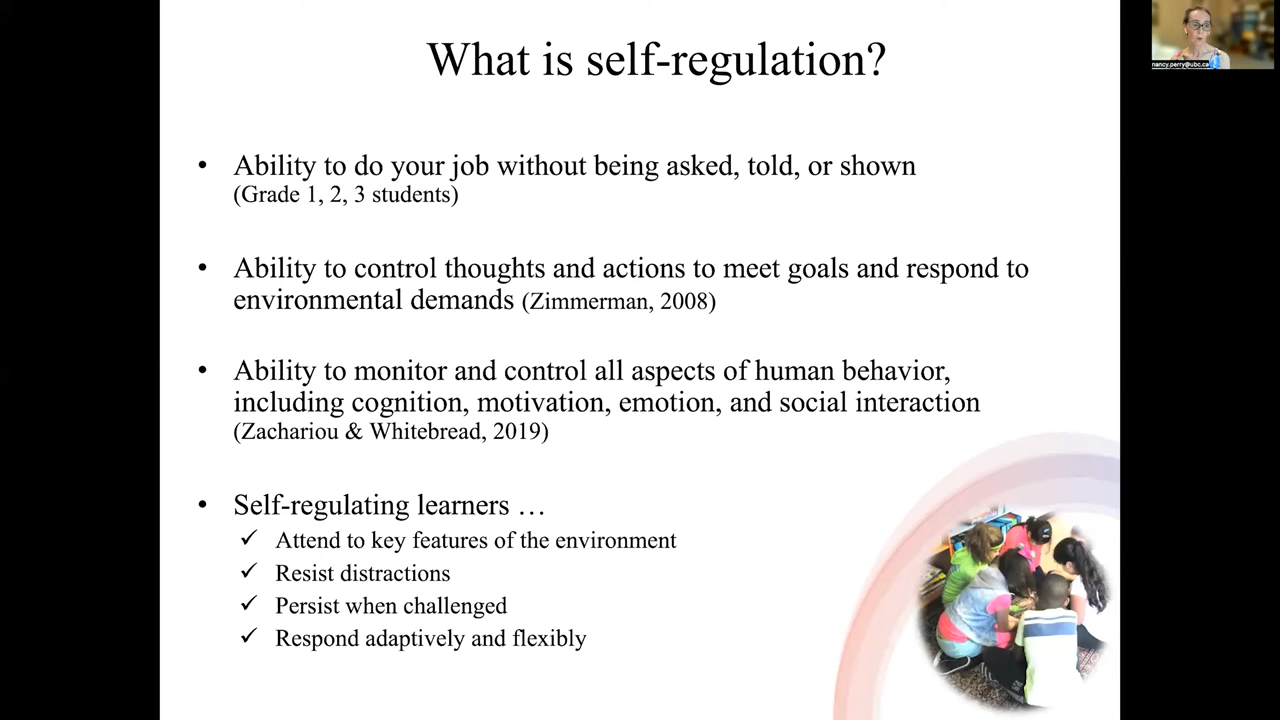 What is self-regulation?
nancy.perry@ubc.ca
• Ability to do your job without being asked, told, or shown
(Grade 1, 2, 3 students)
• Ability to control thoughts and actions to meet goals and respond to
environmental demands (Zimmerman, 2008)
• Ability to monitor and control all aspects of human behavior,
including cognition, motivation, emotion, and social interaction
(Zachariou & Whitebread, 2019)
• Self-regulating learners …
✓ Attend to key features of the environment
✓ Resist distractions
✓ Persist when challenged
✓ Respond adaptively and flexibly